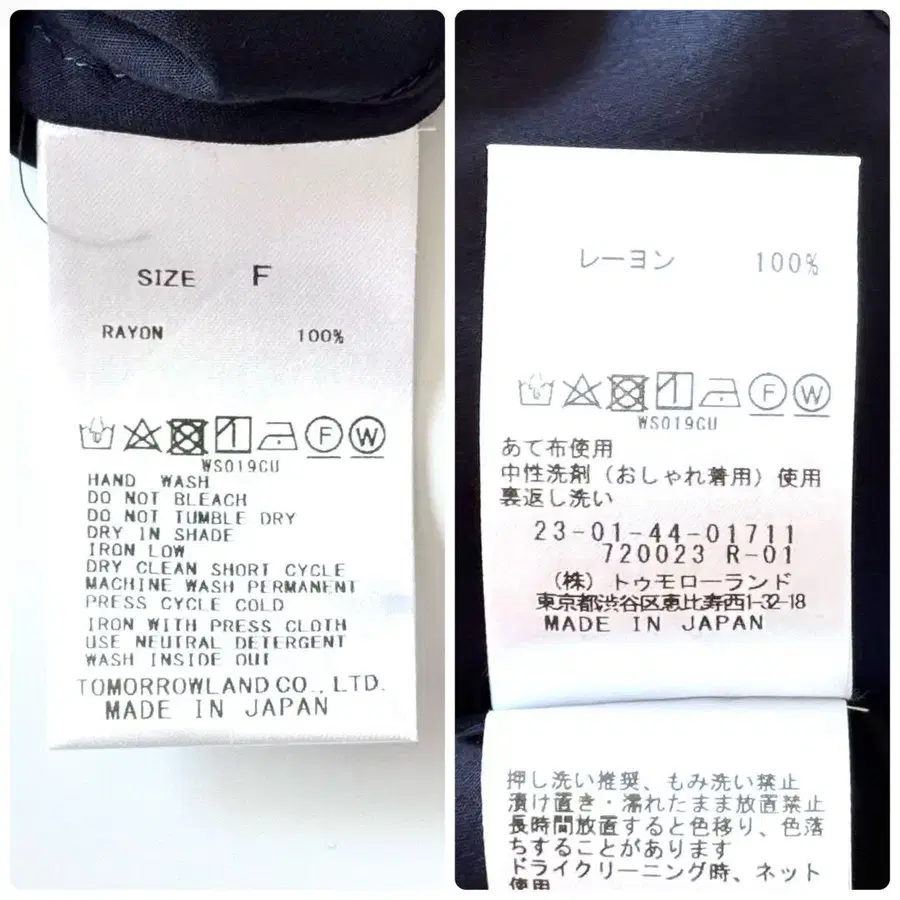 SIZE F
RAYON 100%
F W
WS019CU
HAND WASH
DO NOT BLEACH
DO NOT TUMBLE DRY
DRY IN SHADE
IRON LOW
DRY CLEAN SHORT CYCLE
MACHINE WASH PERMANENT
PRESS CYCLE COLD
IRON WITH PRESS CLOTH
USE NEUTRAL DETERGENT
WASH INSIDE OUT
TOMORROWLAND CO., LTD.
MADE IN JAPAN
レーヨン 100%
F W
WS019CU
あて布使用
中性洗剤（おしゃれ着用）使用
裏返し洗い
23-01-44-01711
720023 R-01
（株）トゥモローランド
東京都渋谷区恵比寿西1-32-18
MADE IN JAPAN
押し洗い推奨、もみ洗い禁止
漬け置き・濡れたまま放置禁止
長時間放置すると色移り、色落
ちすることがあります
ドライクリーニング時、ネット
使用